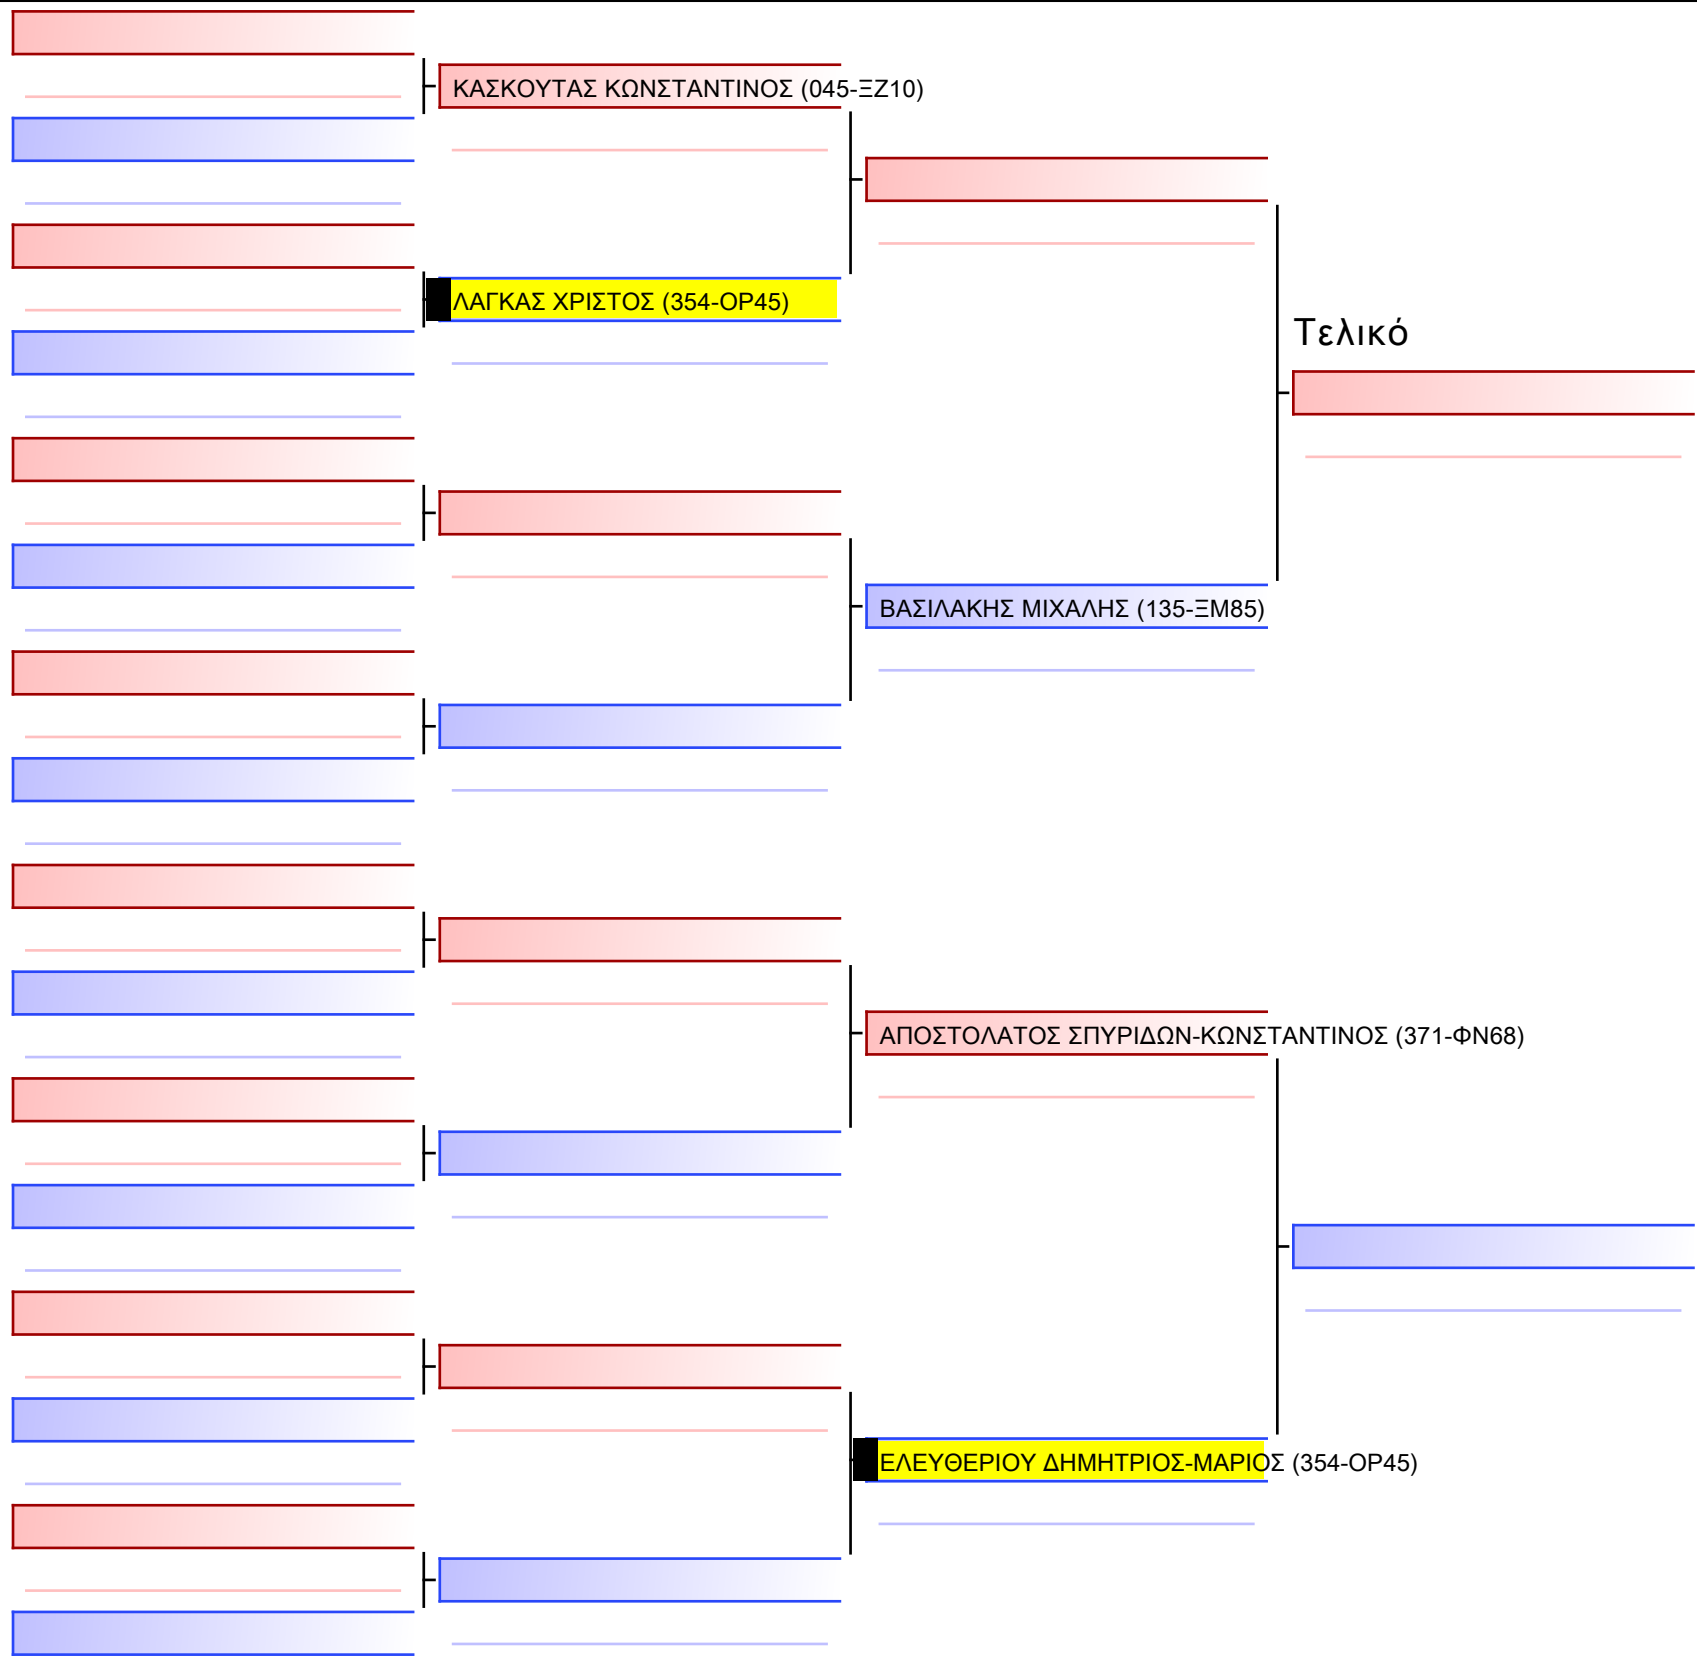 ΚΑΣΚΟΥΤΑΣ ΚΩΝΣΤΑΝΤΙΝΟΣ (045-ΞΖ10)
ΛΑΓΚΑΣ ΧΡΙΣΤΟΣ (354-ΟΡ45)
Τελικό
ΒΑΣΙΛΑΚΗΣ ΜΙΧΑΛΗΣ (135-ΞΜ85)
ΑΠΟΣΤΟΛΑΤΟΣ ΣΠΥΡΙΔΩΝ-ΚΩΝΣΤΑΝΤΙΝΟΣ (371-ΦΝ68)
ΕΛΕΥΘΕΡΙΟΥ ΔΗΜΗΤΡΙΟΣ-ΜΑΡΙΟΣ (354-ΟΡ45)